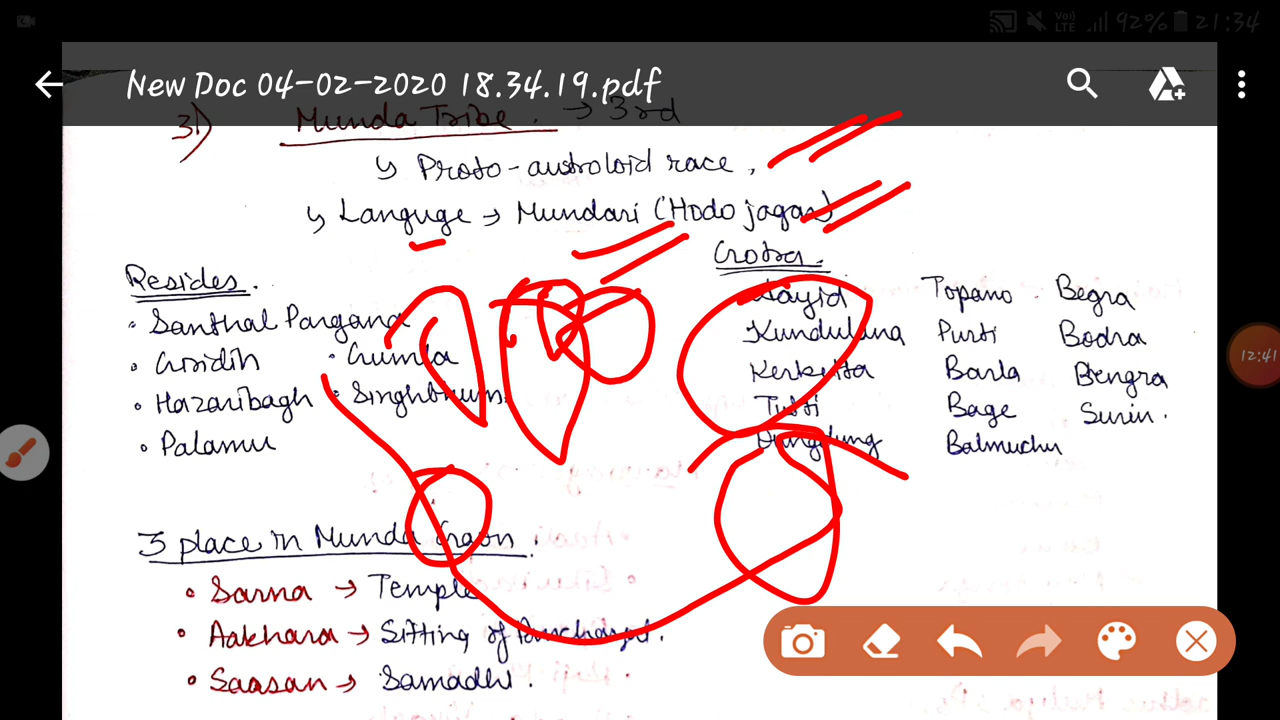 92% 21:34
New Doc 04-02-2020 18.34.19.pdf
3) Munda Tribe. → 3rd
↳ Proto-australoid race.
↳ Languge → Mundari (Hodo jagar)
Resides.
• Santhal Pargana
• Giridih • Gumla
• Hazaribagh • Singhbhum
• Palamu
Gotra.
Topano Begra
Kundulana Purti Bodra
Kerketta Barla Bengra
Tuti Bage Surin.
Dungdung Balmuchu
3 place in Munda Gaon.
• Sarna → Temple
• Aakhara → Sitting of Panchayat.
• Saasan → Samadhi.
12:41